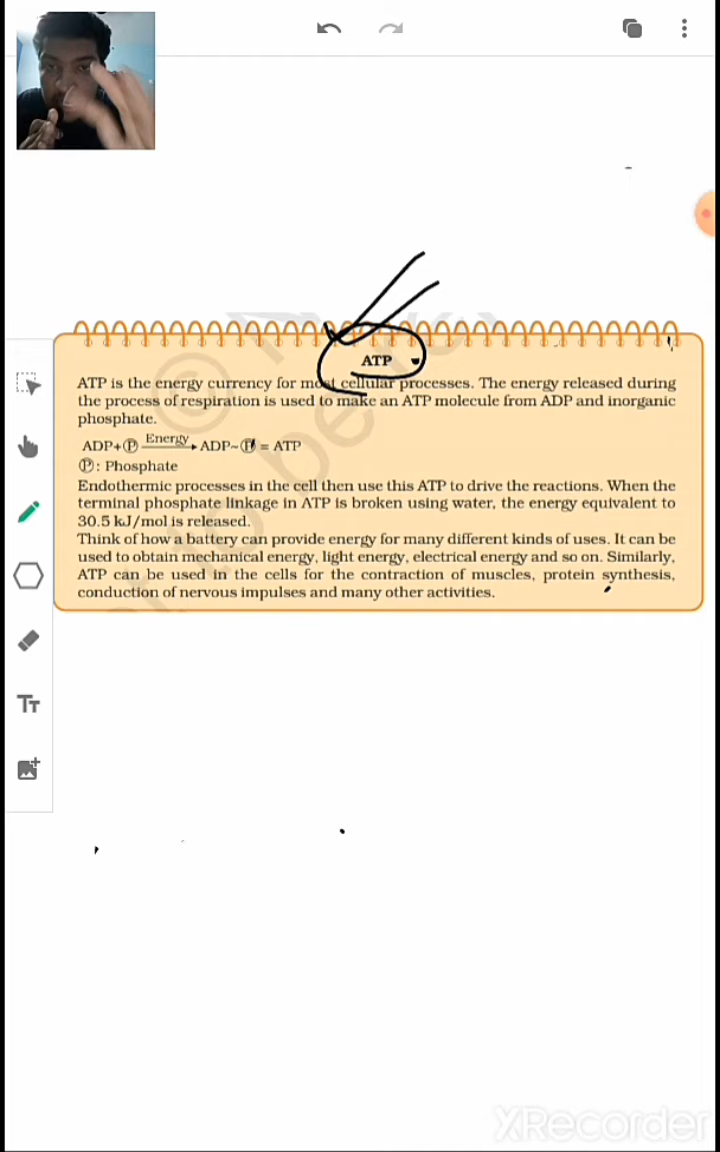 ATP
ATP is the energy currency for most cellular processes. The energy released during
the process of respiration is used to make an ATP molecule from ADP and inorganic
phosphate.
ADP+Ⓟ Energy→ ADP~Ⓟ = ATP
Ⓟ: Phosphate
Endothermic processes in the cell then use this ATP to drive the reactions. When the
terminal phosphate linkage in ATP is broken using water, the energy equivalent to
30.5 kJ/mol is released.
Think of how a battery can provide energy for many different kinds of uses. It can be
used to obtain mechanical energy, light energy, electrical energy and so on. Similarly,
ATP can be used in the cells for the contraction of muscles, protein synthesis,
conduction of nervous impulses and many other activities.
TT
XRecorder